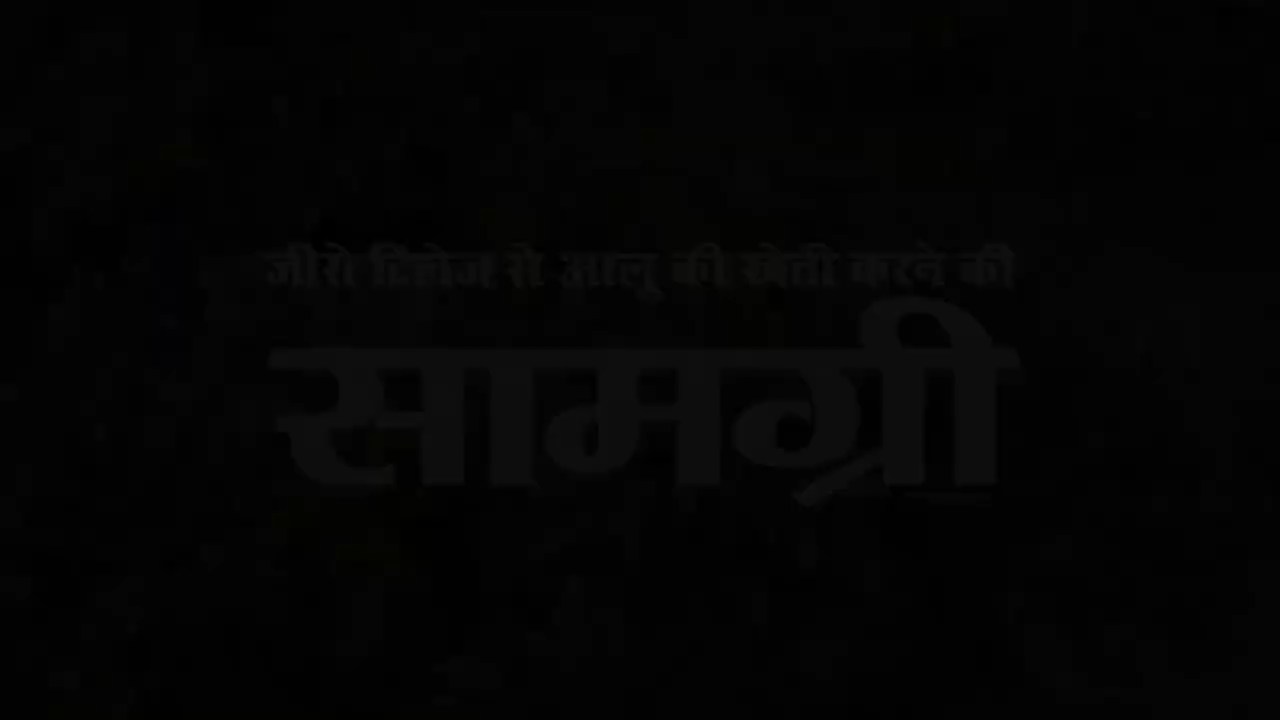 जीरो टिलेज से आलू की खेती करने की
सामग्री